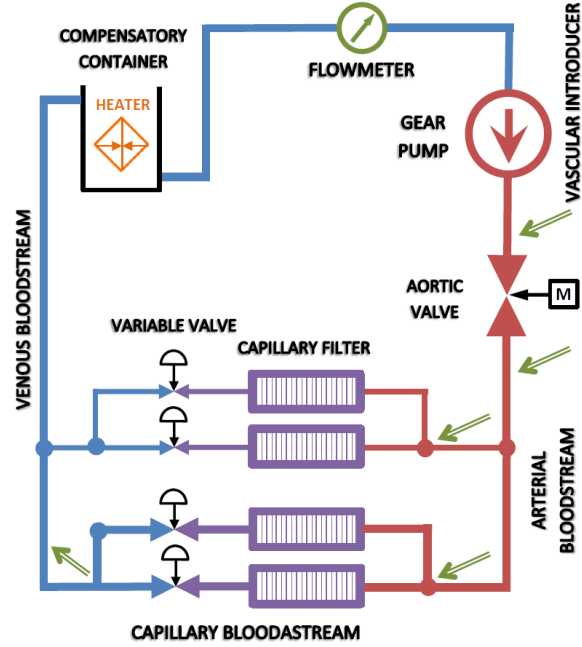 COMPENSATORY
CONTAINER
HEATER
FLOWMETER
GEAR
PUMP
VASCULAR INTRODUCER
AORTIC
VALVE
M
VENOUS BLOODSTREAM
VARIABLE VALVE
CAPILLARY FILTER
ARTERIAL
BLOODSTREAM
CAPILLARY BLOODASTREAM